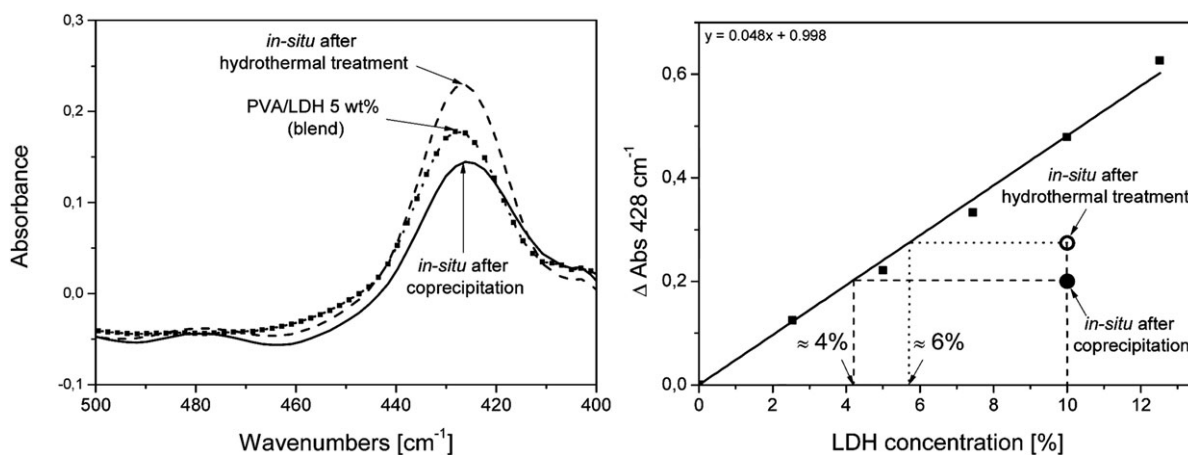 0,3
0,2
0,1
0,0
-0,1
Absorbance
in-situ after
hydrothermal treatment
PVA/LDH 5 wt%
(blend)
in-situ after
coprecipitation
500
480
460
440
420
400
Wavenumbers [cm⁻¹]
y = 0.048x + 0.998
0,6
0,4
0,2
0,0
Δ Abs 428 cm⁻¹
in-situ after
hydrothermal treatment
in-situ after
coprecipitation
≈ 4%
≈ 6%
0
2
4
6
8
10
12
LDH concentration [%]